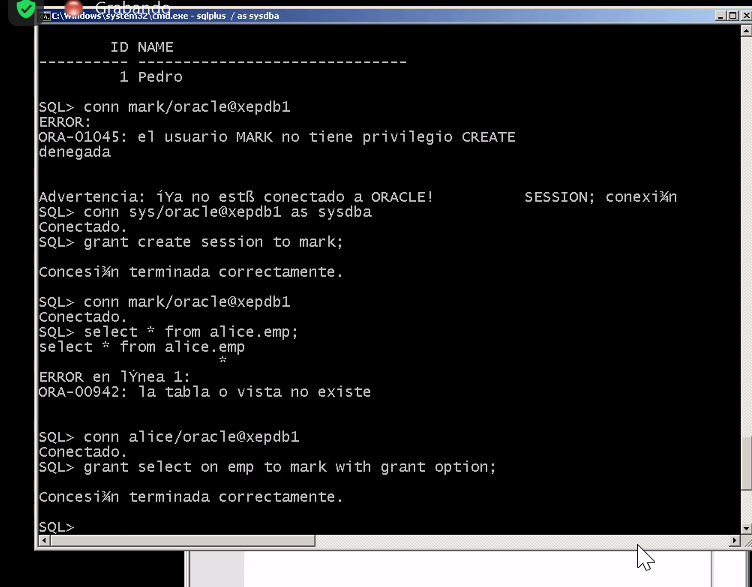 Grabando
C:\Windows\system32\cmd.exe - sqlplus / as sysdba
ID NAME
---------- ------------------------------
1 Pedro
SQL> conn mark/oracle@xepdb1
ERROR:
ORA-01045: el usuario MARK no tiene privilegio CREATE
denegada
Advertencia: íYa no estß conectado a ORACLE! SESSION; conexi¾n
SQL> conn sys/oracle@xepdb1 as sysdba
Conectado.
SQL> grant create session to mark;
Concesi¾n terminada correctamente.
SQL> conn mark/oracle@xepdb1
Conectado.
SQL> select * from alice.emp;
select * from alice.emp
*
ERROR en lÝnea 1:
ORA-00942: la tabla o vista no existe
SQL> conn alice/oracle@xepdb1
Conectado.
SQL> grant select on emp to mark with grant option;
Concesi¾n terminada correctamente.
SQL>